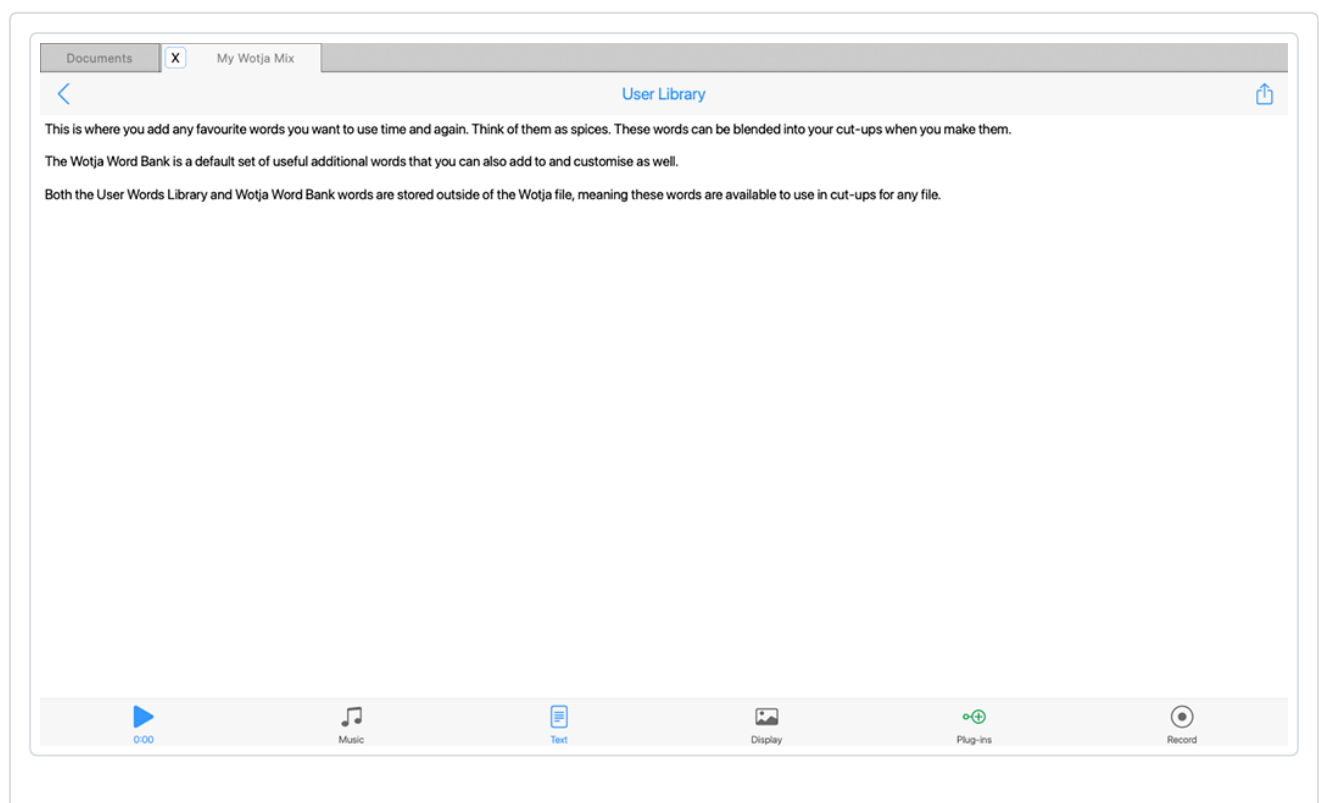 Documents
X
My Wotja Mix
User Library
This is where you add any favourite words you want to use time and again. Think of them as spices. These words can be blended into your cut-ups when you make them.
The Wotja Word Bank is a default set of useful additional words that you can also add to and customise as well.
Both the User Words Library and Wotja Word Bank words are stored outside of the Wotja file, meaning these words are available to use in cut-ups for any file.
0:00
Music
Text
Display
Plug-ins
Record